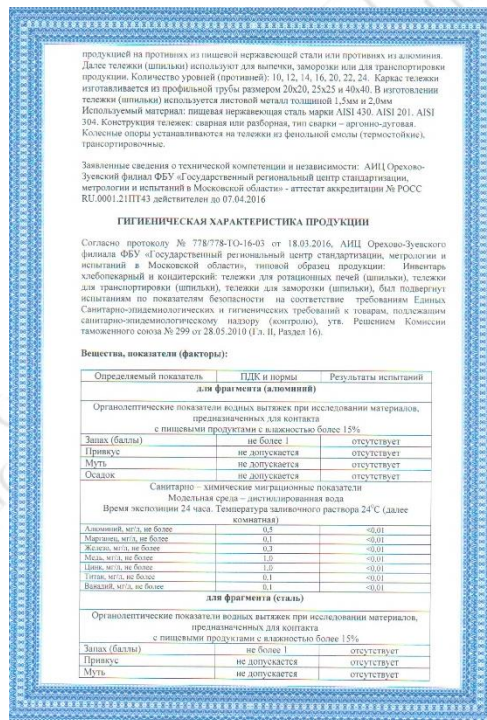 продукцией на противнях из пищевой нержавеющей стали или противнях из алюминия.
Далее тележки (шпильки) используют для выпечки, заморозки или для транспортировки
продукции. Количество уровней (противней): 10, 12, 14, 16, 20, 22, 24. Каркас тележки
изготавливается из профильной трубы размером 20х20, 25х25 и 40х40. В изготовлении
тележки (шпильки) используется листовой металл толщиной 1,5мм и 2,0мм
Используемый материал: пищевая нержавеющая сталь марки AISI 430. AISI 201. AISI
304. Конструкция тележек: сварная или разборная, тип сварки – аргонно-дуговая.
Колесные опоры устанавливаются на тележки из фенольной смолы (термостойкие),
транспортировочные.
Заявленные сведения о технической компетенции и независимости: АИЦ Орехово-
Зуевский филиал ФБУ «Государственный региональный центр стандартизации,
метрологии и испытаний в Московской области» - аттестат аккредитации № РОСС
RU.0001.21ПТ43 действителен до 07.04.2016
ГИГИЕНИЧЕСКАЯ ХАРАКТЕРИСТИКА ПРОДУКЦИИ
Согласно протоколу № 778/778-ТО-16-03 от 18.03.2016, АИЦ Орехово-Зуевского
филиала ФБУ «Государственный региональный центр стандартизации, метрологии и
испытаний в Московской области», типовой образец продукции: Инвентарь
хлебопекарный и кондитерский: тележки для ротационных печей (шпильки), тележки
для транспортировки (шпильки), тележки для заморозки (шпильки), был подвергнут
испытаниям по показателям безопасности на соответствие требованиям Единых
Санитарно-эпидемиологических и гигиенических требований к товарам, подлежащим
санитарно-эпидемиологическому надзору (контролю), утв. Решением Комиссии
таможенного союза № 299 от 28.05.2010 (Гл. II, Раздел 16).
Вещества, показатели (факторы):
Определяемый показатель ПДК и нормы Результаты испытаний
для фрагмента (алюминий)
Органолептические показатели водных вытяжек при исследовании материалов,
предназначенных для контакта
с пищевыми продуктами с влажностью более 15%
Запах (баллы) не более 1 отсутствует
Привкус не допускается отсутствует
Муть не допускается отсутствует
Осадок не допускается отсутствует
Санитарно – химические миграционные показатели
Модельная среда – дистиллированная вода
Время экспозиции 24 часа. Температура заливочного раствора 24°С (далее
комнатная)
Алюминий, мг/л, не более 0,5 <0,01
Марганец, мг/л, не более 0,1 <0,01
Железо, мг/л, не более 0,3 <0,01
Медь, мг/л, не более 1,0 <0,01
Цинк, мг/л, не более 1,0 <0,01
Титан, мг/л, не более 0,1 <0,01
Ванадий, мг/л, не более 0,1 <0,01
для фрагмента (сталь)
Органолептические показатели водных вытяжек при исследовании материалов,
предназначенных для контакта
с пищевыми продуктами с влажностью более 15%
Запах (баллы) не более 1 отсутствует
Привкус не допускается отсутствует
Муть не допускается отсутствует